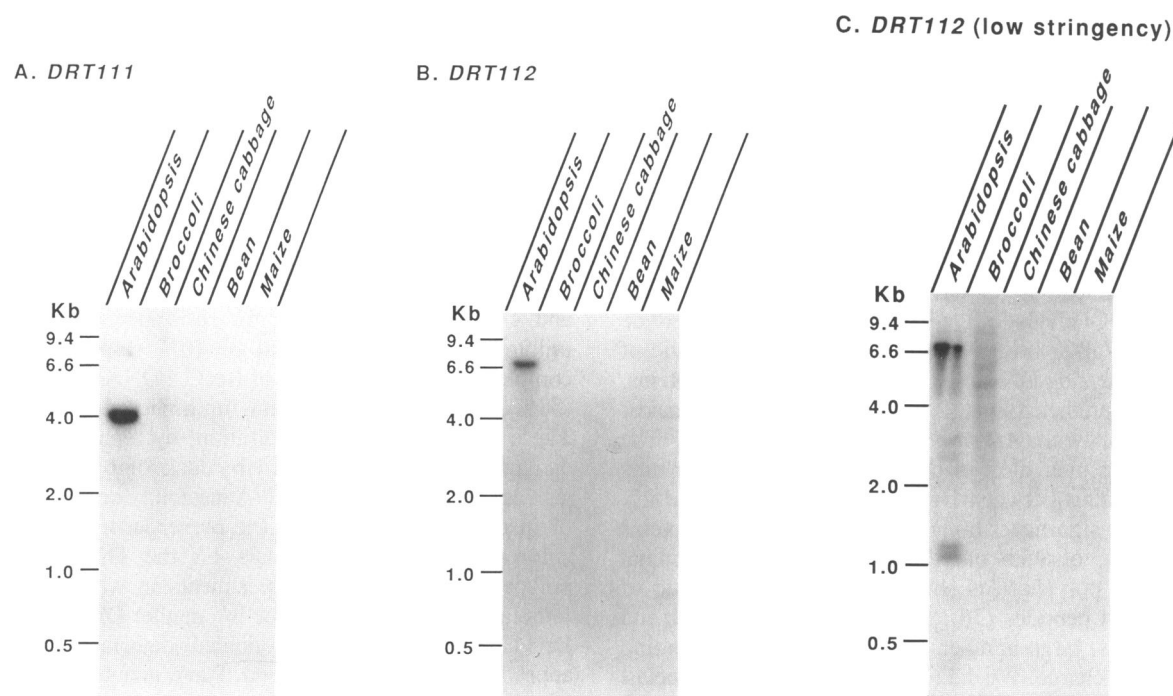 A. DRT111
Arabidopsis
Broccoli
Chinese cabbage
Bean
Maize
Kb
9.4
6.6
4.0
2.0
1.0
0.5
B. DRT112
Arabidopsis
Broccoli
Chinese cabbage
Bean
Maize
Kb
9.4
6.6
4.0
2.0
1.0
0.5
C. DRT112 (low stringency)
Arabidopsis
Broccoli
Chinese cabbage
Bean
Maize
Kb
9.4
6.6
4.0
2.0
1.0
0.5